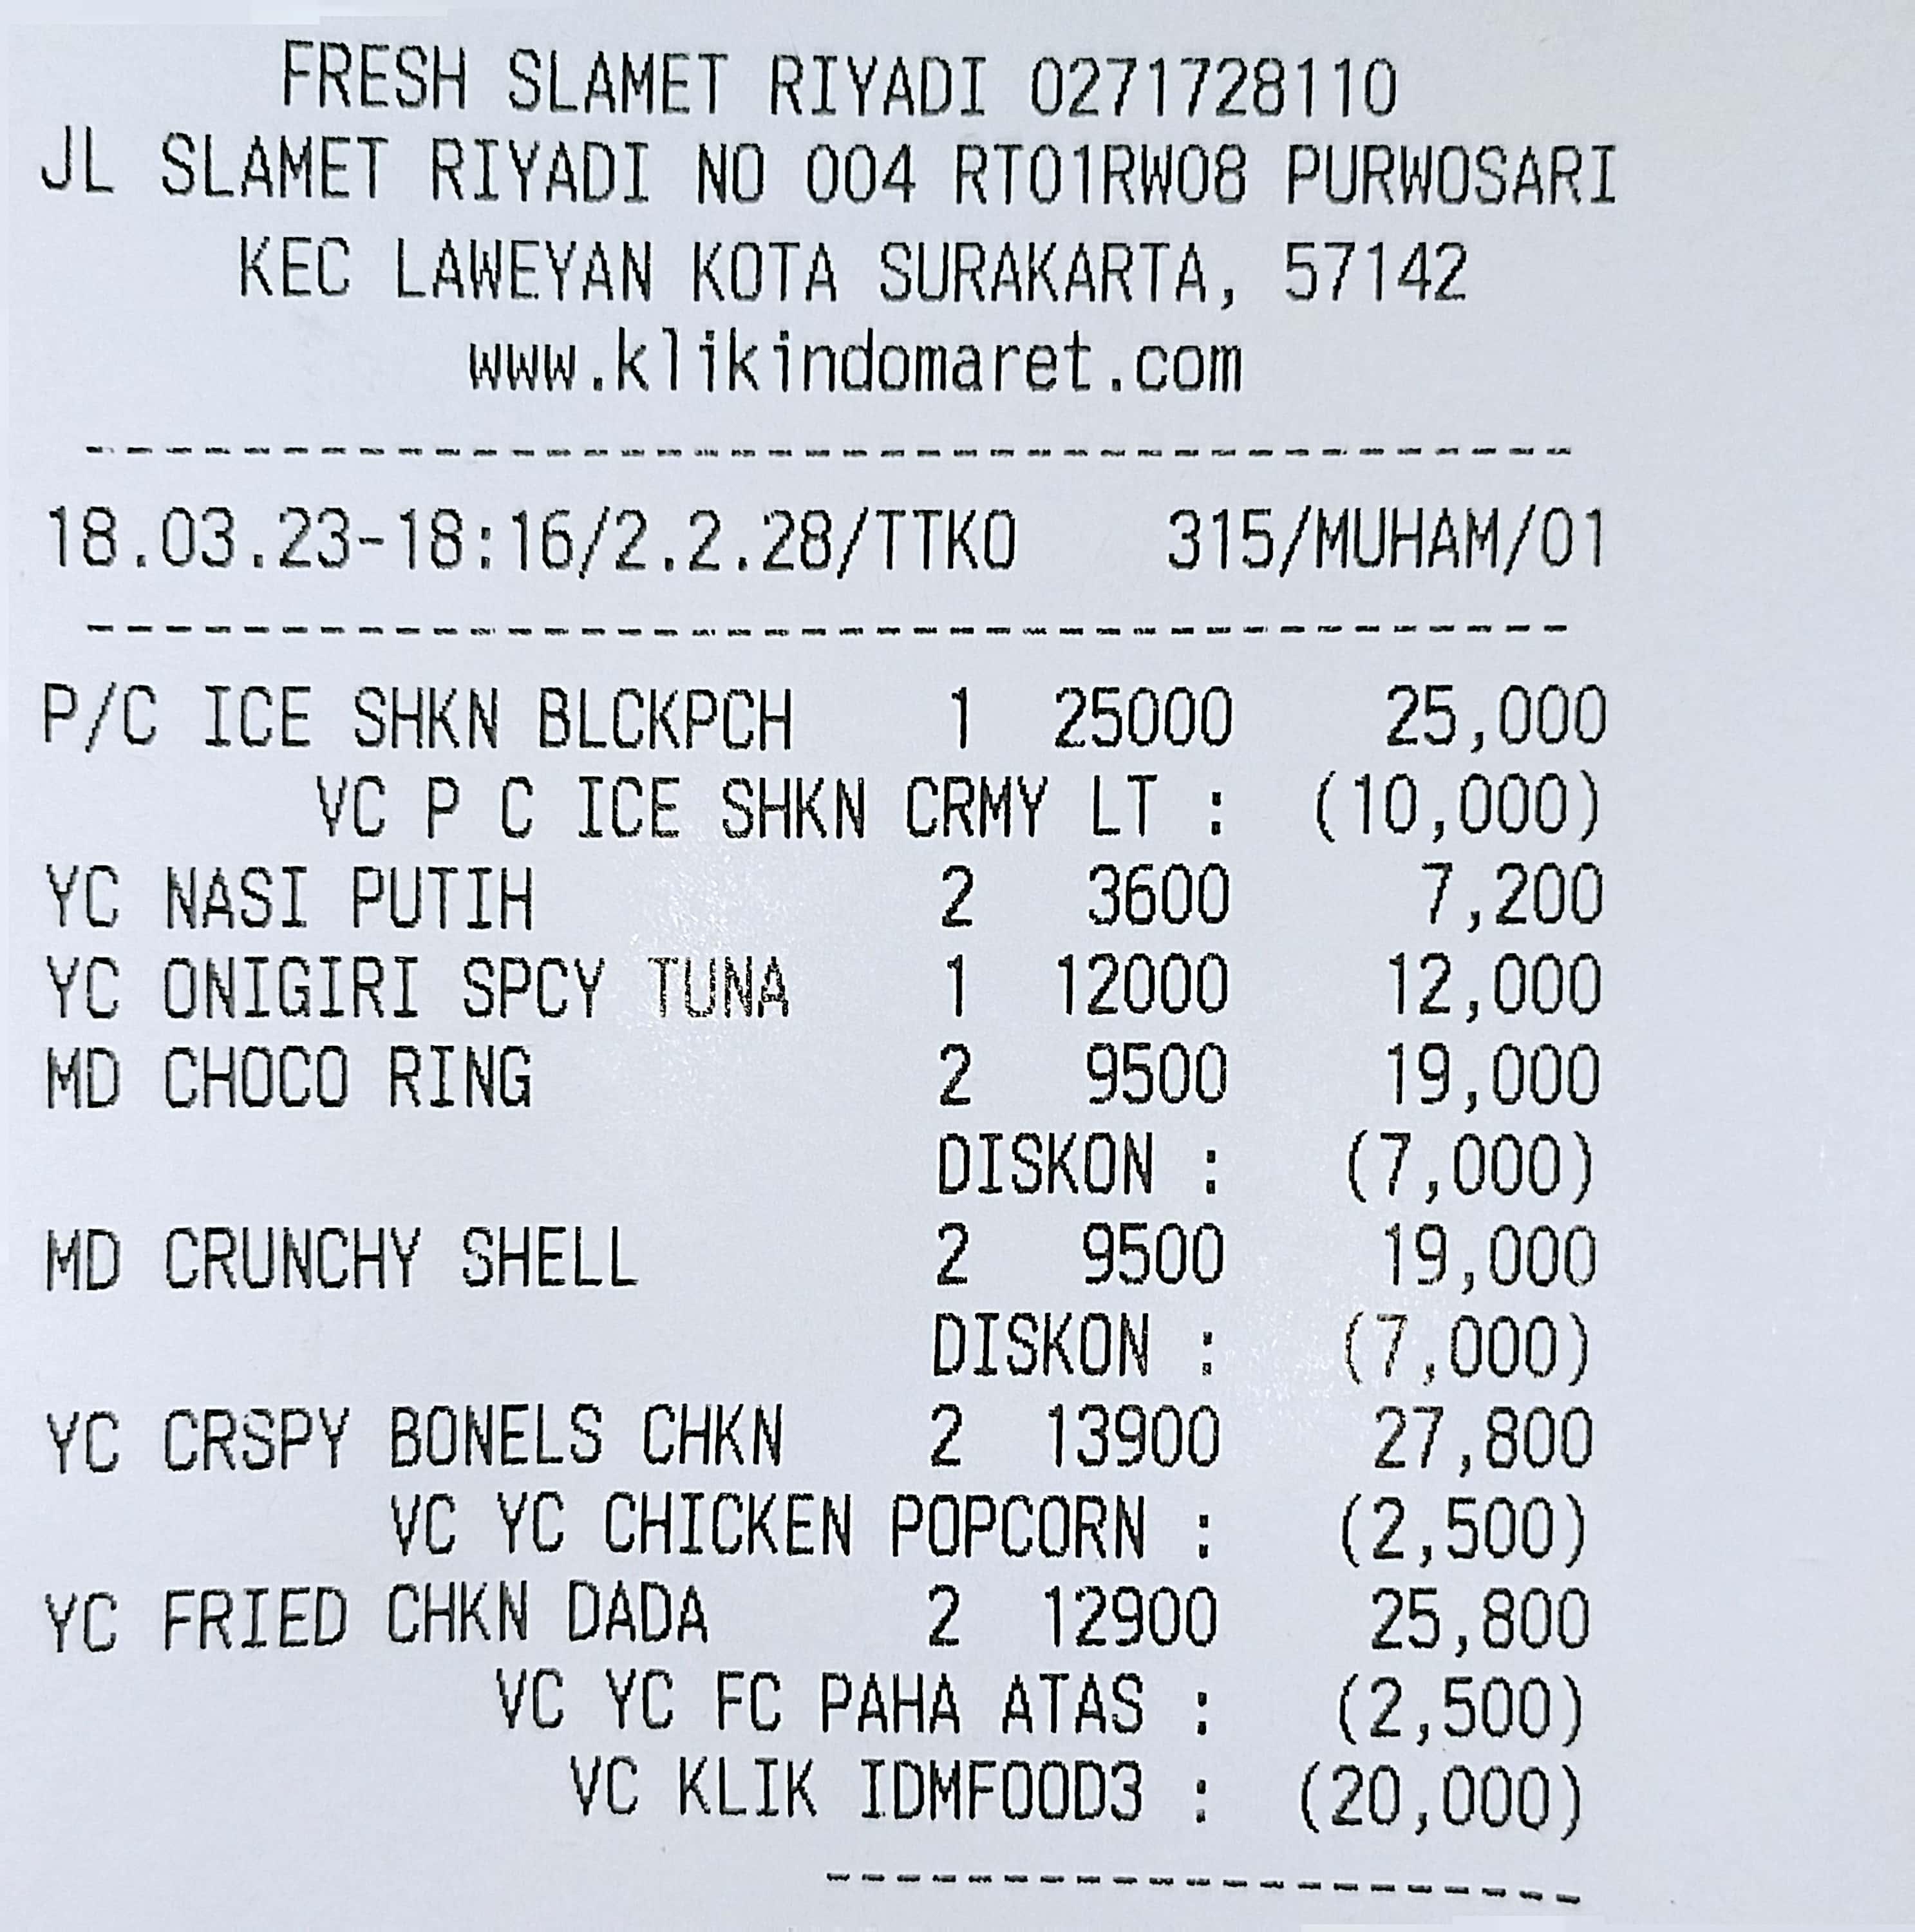 FRESH SLAMET RIYADI 0271728110
JL SLAMET RIYADI NO 004 RT01RW08 PURWOSARI
KEC LAWEYAN KOTA SURAKARTA, 57142
www.klikindomaret.com
18.03.23-18:16/2.2.28/TTKO 315/MUHAM/01
P/C ICE SHKN BLCKPCH 1 25000 25,000
VC P C ICE SHKN CRMY LT : (10,000)
YC NASI PUTIH 2 3600 7,200
YC ONIGIRI SPCY TUNA 1 12000 12,000
MD CHOCO RING 2 9500 19,000
DISKON : (7,000)
MD CRUNCHY SHELL 2 9500 19,000
DISKON : (7,000)
YC CRSPY BONELS CHKN 2 13900 27,800
VC YC CHICKEN POPCORN : (2,500)
YC FRIED CHKN DADA 2 12900 25,800
VC YC FC PAHA ATAS : (2,500)
VC KLIK IDMFOOD3 : (20,000)